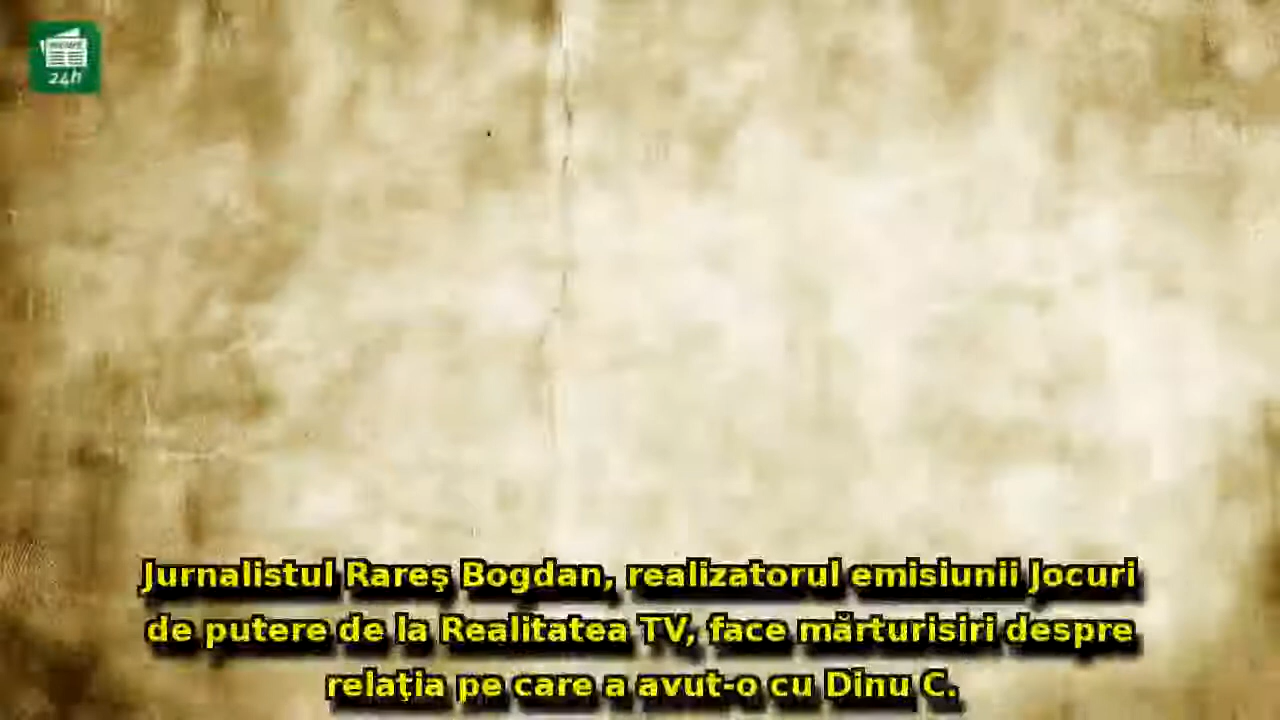 24h
Jurnalistul Rareş Bogdan, realizatorul emisiunii Jocuri
de putere de la Realitatea TV, face mărturisiri despre
relaţia pe care a avut-o cu Dinu C.